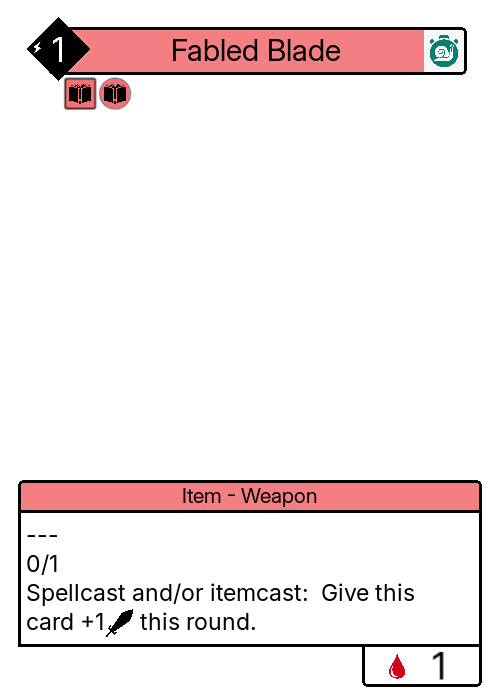 1
Fabled Blade
Item - Weapon
---
0/1
Spellcast and/or itemcast:  Give this
card +1 this round.
1